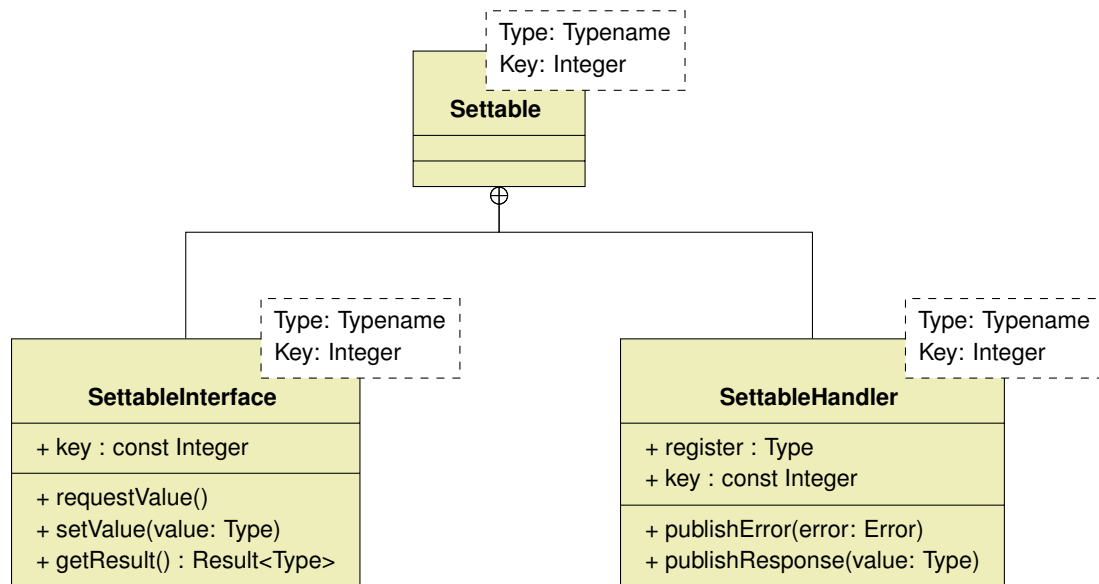 Type: Typename
Key: Integer
Settable
Type: Typename
Key: Integer
SettableInterface
+ key : const Integer
+ requestValue()
+ setValue(value: Type)
+ getResult() : Result<Type>
Type: Typename
Key: Integer
SettableHandler
+ register : Type
+ key : const Integer
+ publishError(error: Error)
+ publishResponse(value: Type)